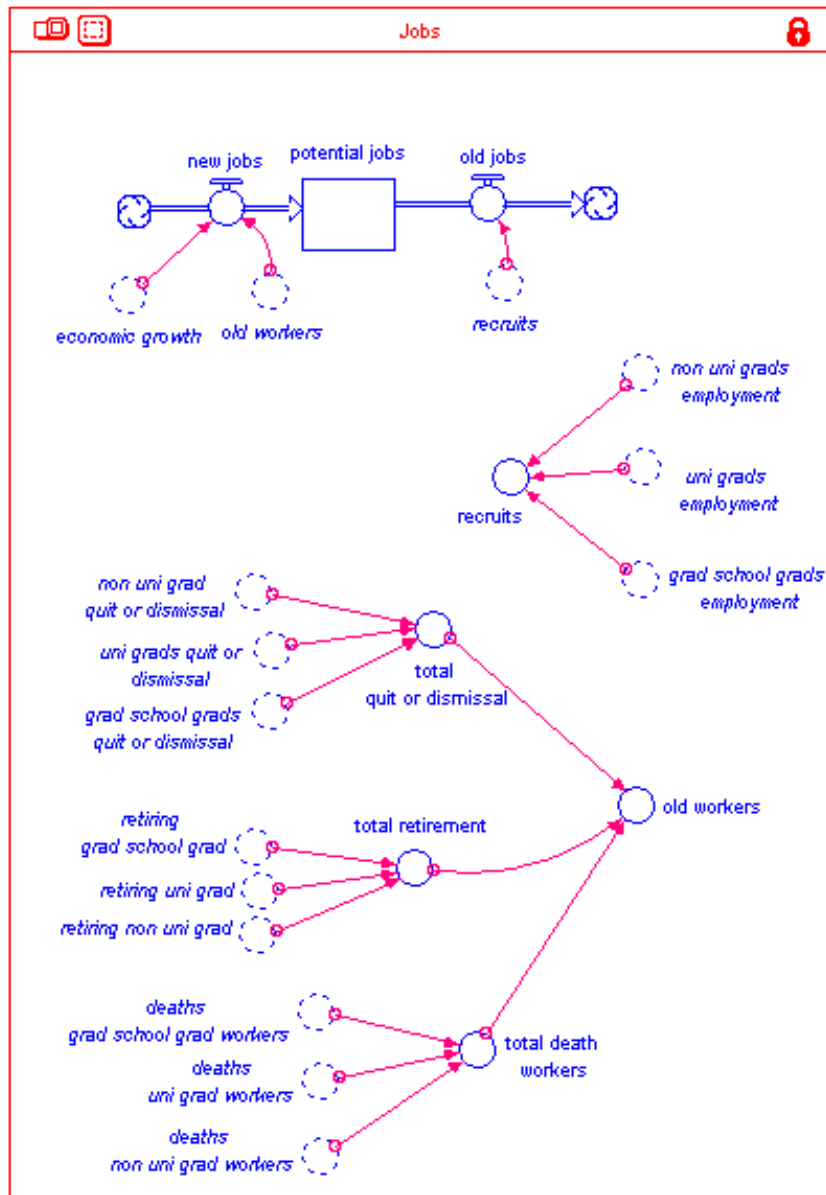 Jobs
new jobs
potential jobs
old jobs
economic growth
old workers
recruits
non uni grads
employment
recruits
uni grads
employment
grad school grads
employment
non uni grad
quit or dismissal
uni grads quit or
dismissal
grad school grads
quit or dismissal
total
quit or dismissal
old workers
retiring
grad school grad
retiring uni grad
retiring non uni grad
total retirement
deaths
grad school grad workers
deaths
uni grad workers
deaths
non uni grad workers
total death
workers